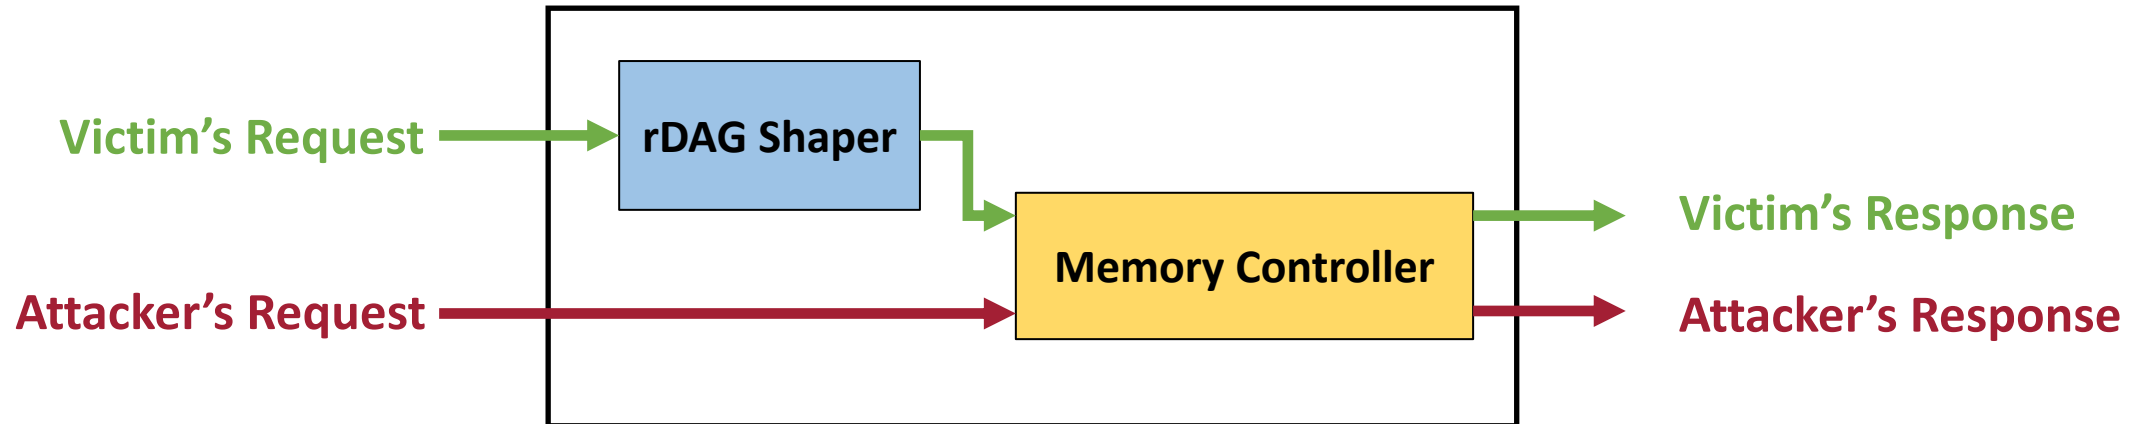 Victim’s Request
rDAG Shaper
Memory Controller
Victim’s Response
Attacker’s Request
Attacker’s Response